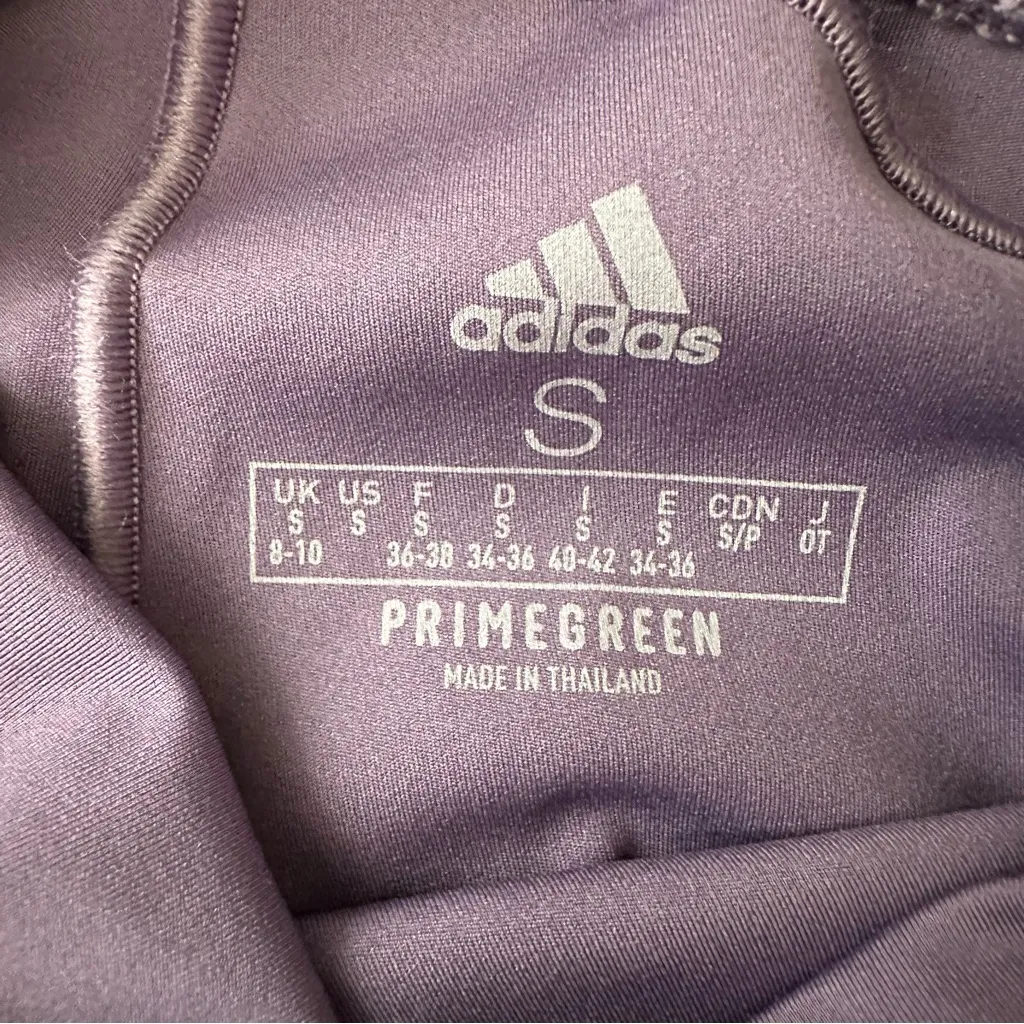 adidas
S
UK US F D I E CDN J
S S S S S S S/P OT
8-10 36-38 34-36 40-42 34-36
PRIMEGREEN
MADE IN THAILAND